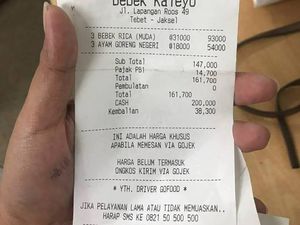 Bebek Kaleyo
Jl. Lapangan Roos 49
Tebet - Jaksel
3 BEBEK RICA (MUDA) @31000 93000
3 AYAM GORENG NEGERI @18000 54000
Sub Total 147,000
Pajak PB1 14,700
Total 161,700
Pembulatan 0
Total 161,700
CASH 200,000
Kembalian 38,300
INI ADALAH HARGA KHUSUS
APABILA MEMESAN VIA GOJEK
HARGA BELUM TERMASUK
ONGKOS KIRIM VIA GOJEK
* YTH. DRIVER GOFOOD *
JIKA PELAYANAN LAMA ATAU TIDAK MEMUASKAN..
HARAP SMS KE 0821 50 500 500